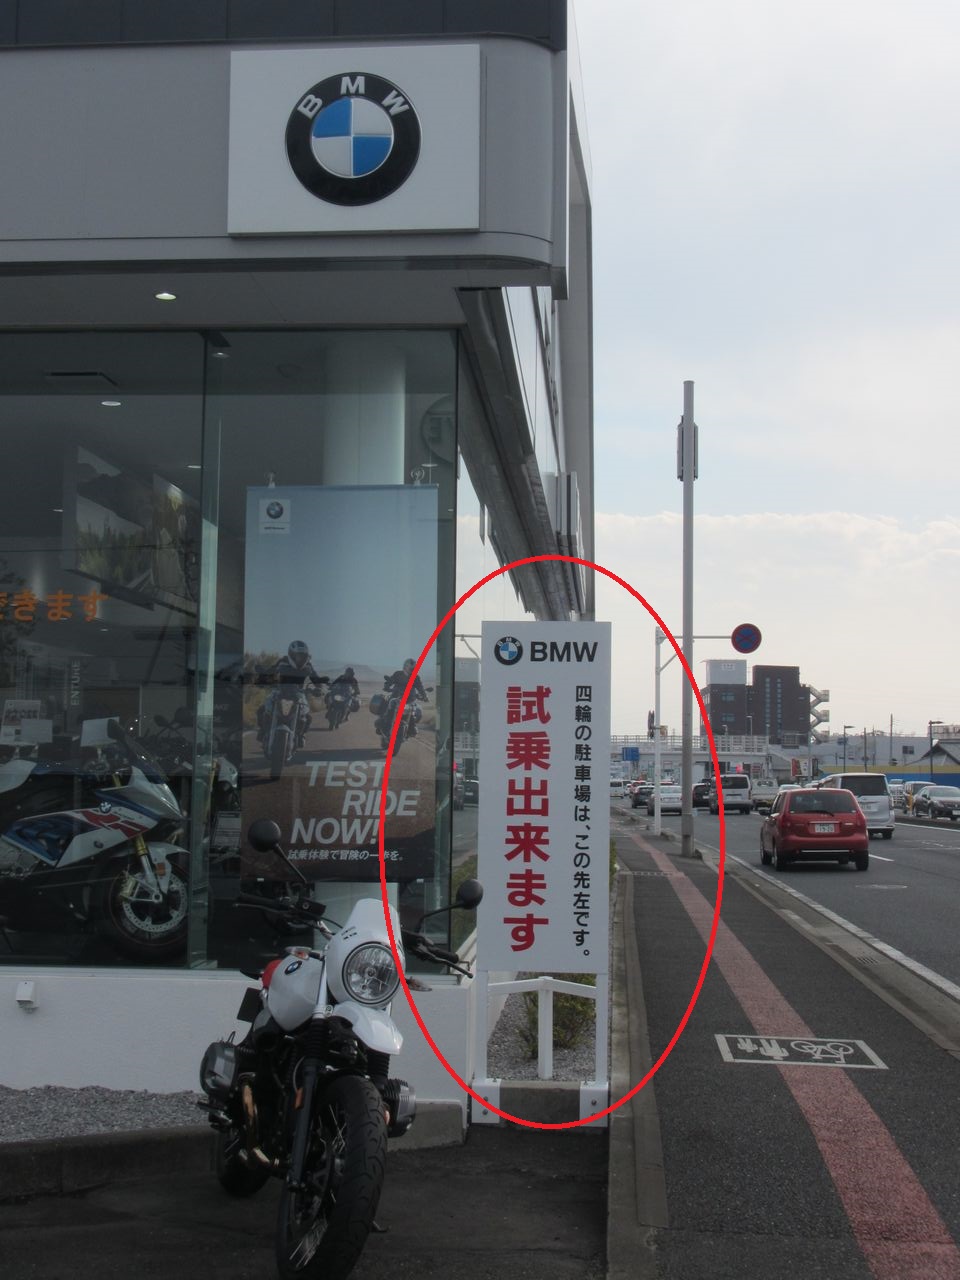 BMW
できます
TEST
RIDE
NOW!
試乗体験で冒険の一歩を。
BMW
四輪の駐車場は、この先左です。
試乗出来ます